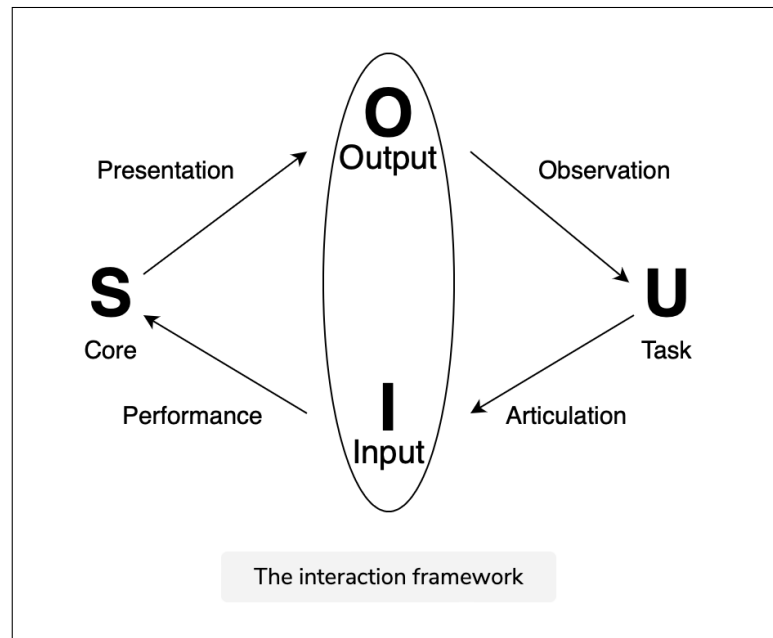 O
Output
Presentation
Observation
S
U
Core
Task
I
Performance
Articulation
Input
The interaction framework